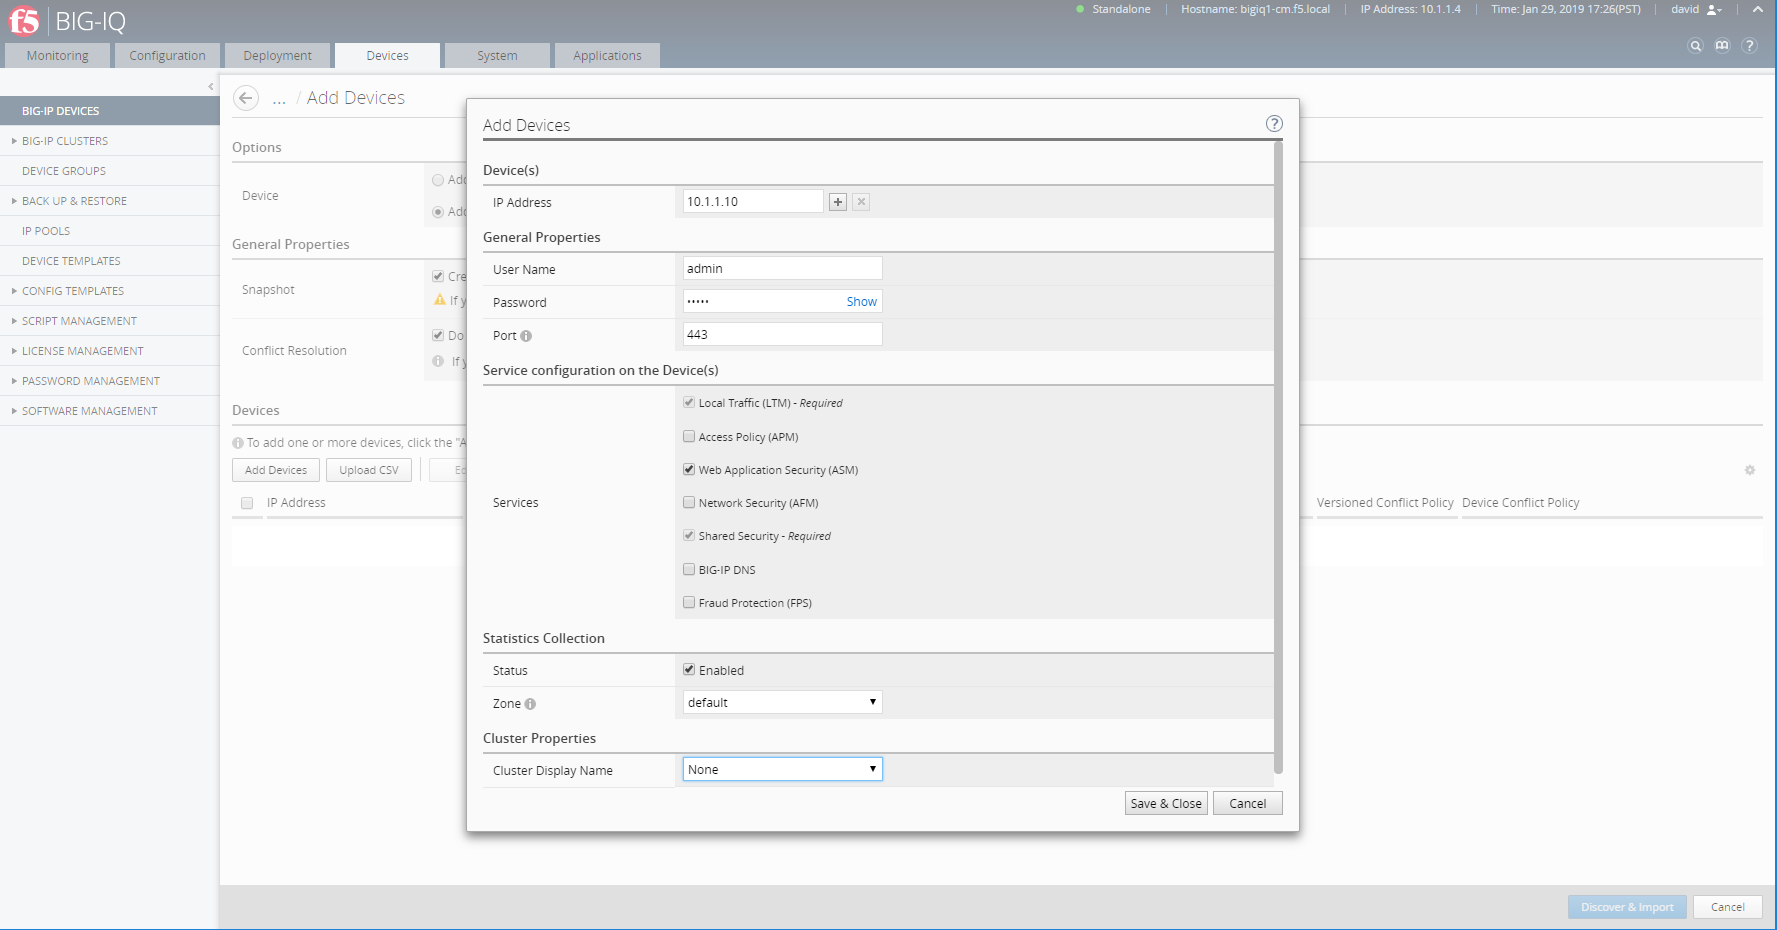 f5 BIG-IQ
Standalone Hostname: bigiq1-cm.f5.local IP Address: 10.1.1.4 Time: Jan 29, 2019 17:26(PST) david
Monitoring Configuration Deployment Devices System Applications
BIG-IP DEVICES
BIG-IP CLUSTERS
DEVICE GROUPS
BACK UP & RESTORE
IP POOLS
DEVICE TEMPLATES
CONFIG TEMPLATES
SCRIPT MANAGEMENT
LICENSE MANAGEMENT
PASSWORD MANAGEMENT
SOFTWARE MANAGEMENT
... / Add Devices
Options
Device
Add
Add
General Properties
Snapshot
Cre
If y
Conflict Resolution
Do
If y
Devices
To add one or more devices, click the "A
Add Devices Upload CSV Ed
IP Address
Versioned Conflict Policy Device Conflict Policy
Add Devices ?
Device(s)
IP Address 10.1.1.10
General Properties
User Name admin
Password ••••• Show
Port 443
Service configuration on the Device(s)
Services
Local Traffic (LTM) - Required
Access Policy (APM)
Web Application Security (ASM)
Network Security (AFM)
Shared Security - Required
BIG-IP DNS
Fraud Protection (FPS)
Statistics Collection
Status Enabled
Zone default
Cluster Properties
Cluster Display Name None
Save & Close Cancel
Discover & Import Cancel